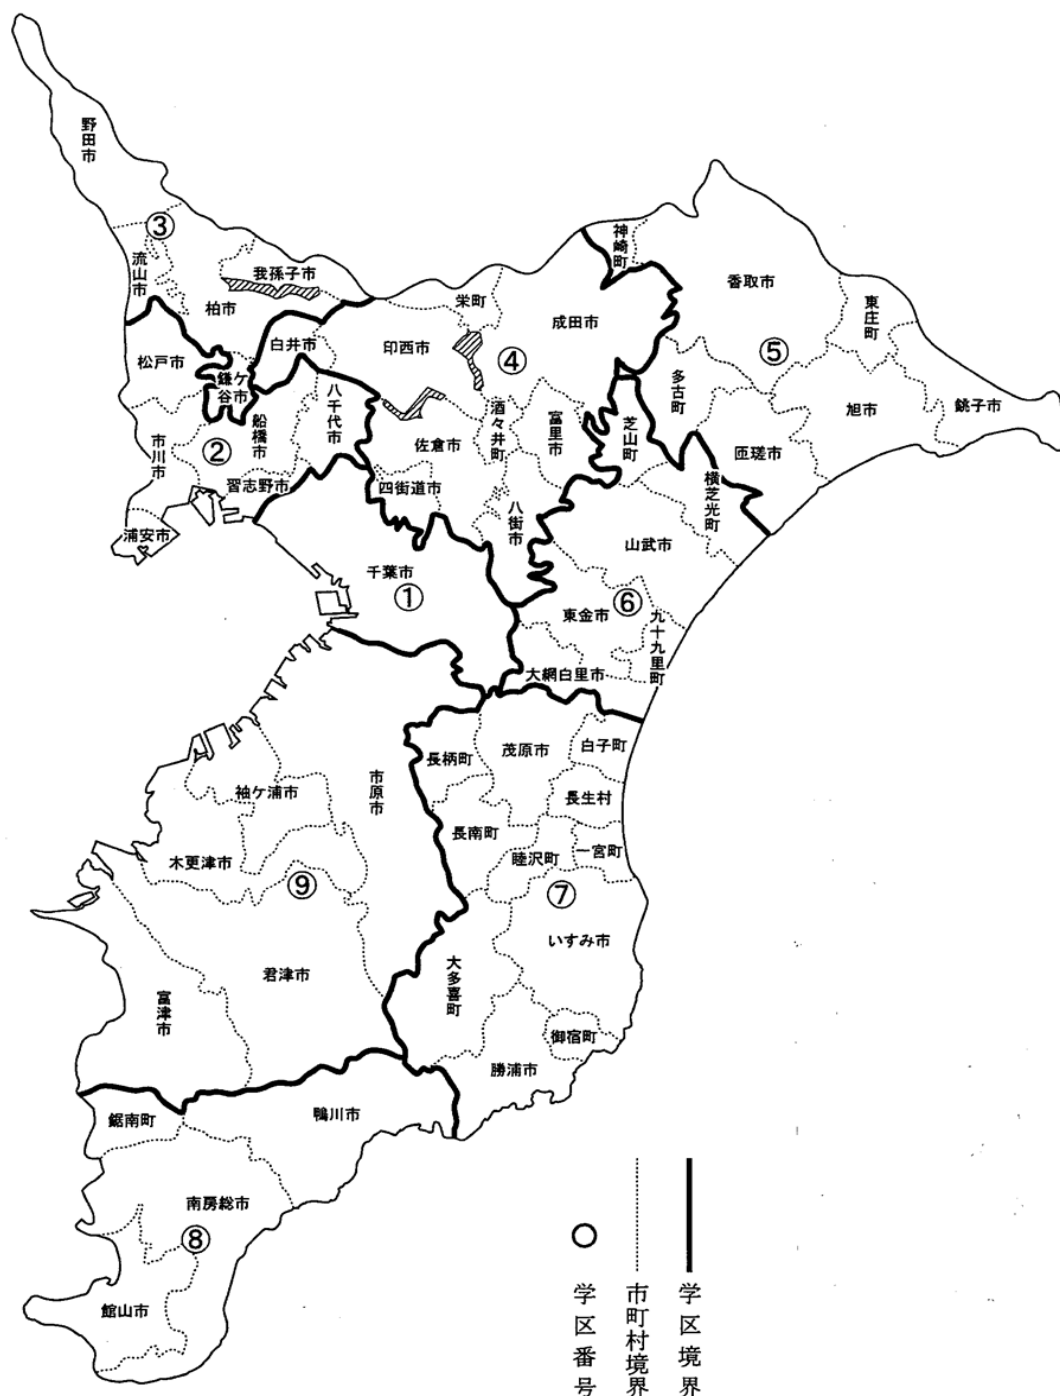 野田市
③
流山市
我孫子市
柏市
松戸市
鎌ケ谷市
白井市
印西市
栄町
成田市
④
神崎町
香取市
東庄町
⑤
多古町
旭市
銚子市
匝瑳市
市川市
②
船橋市
八千代市
習志野市
浦安市
佐倉市
酒々井町
富里市
芝山町
横芝光町
四街道市
八街市
山武市
千葉市
①
東金市
⑥
九十九里町
大網白里市
長柄町
茂原市
白子町
市原市
袖ケ浦市
長生村
長南町
木更津市
睦沢町
一宮町
⑨
⑦
いすみ市
君津市
大多喜町
富津市
御宿町
勝浦市
鋸南町
鴨川市
南房総市
⑧
館山市
学区境界
市町村境界
学区番号